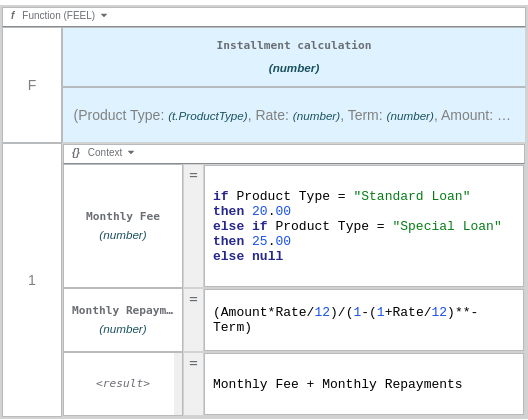 f Function (FEEL)
F
Installment calculation
(number)
(Product Type: (t.ProductType), Rate: (number), Term: (number), Amount: ...
1
{} Context
Monthly Fee
(number)
=
if Product Type = "Standard Loan"
then 20.00
else if Product Type = "Special Loan"
then 25.00
else null
Monthly Repaym…
(number)
=
(Amount*Rate/12)/(1-(1+Rate/12)**-
Term)
<result>
=
Monthly Fee + Monthly Repayments